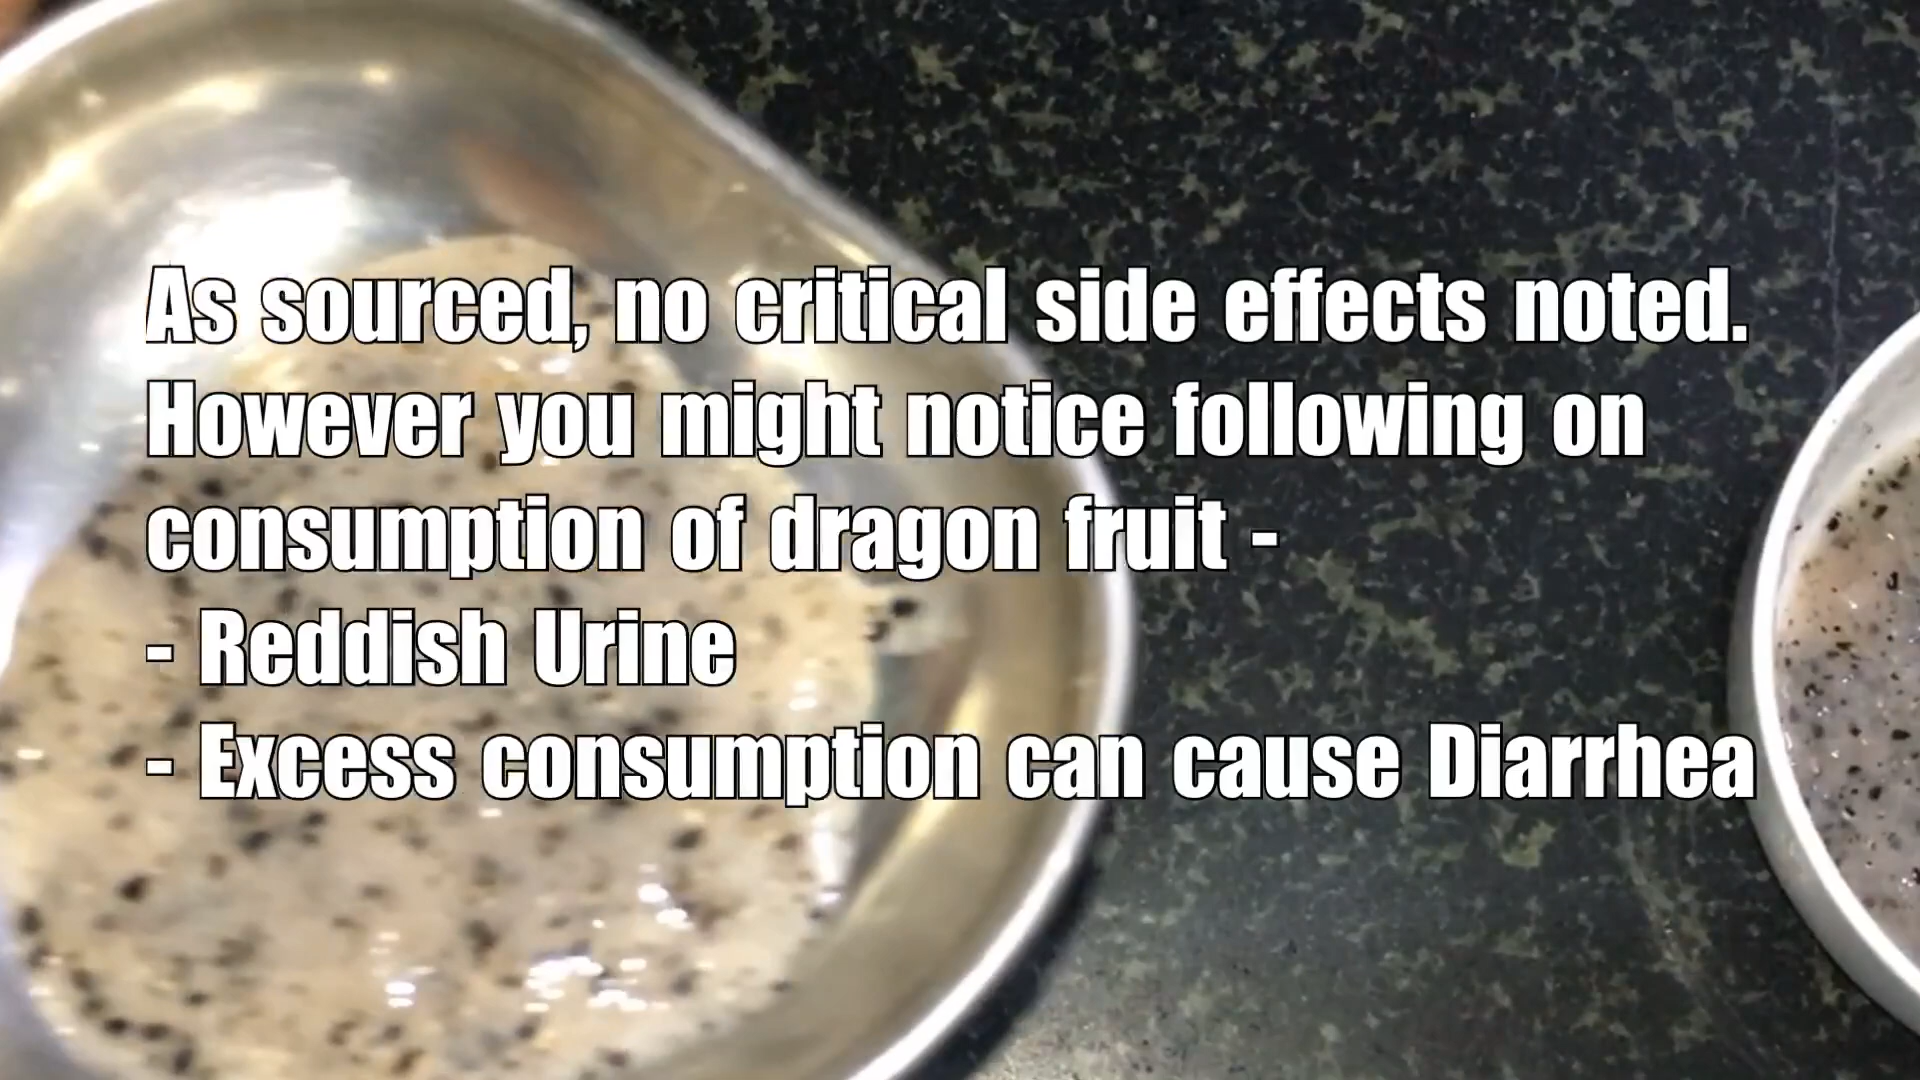 As sourced, no critical side effects noted.
However you might notice following on
consumption of dragon fruit -
- Reddish Urine
- Excess consumption can cause Diarrhea